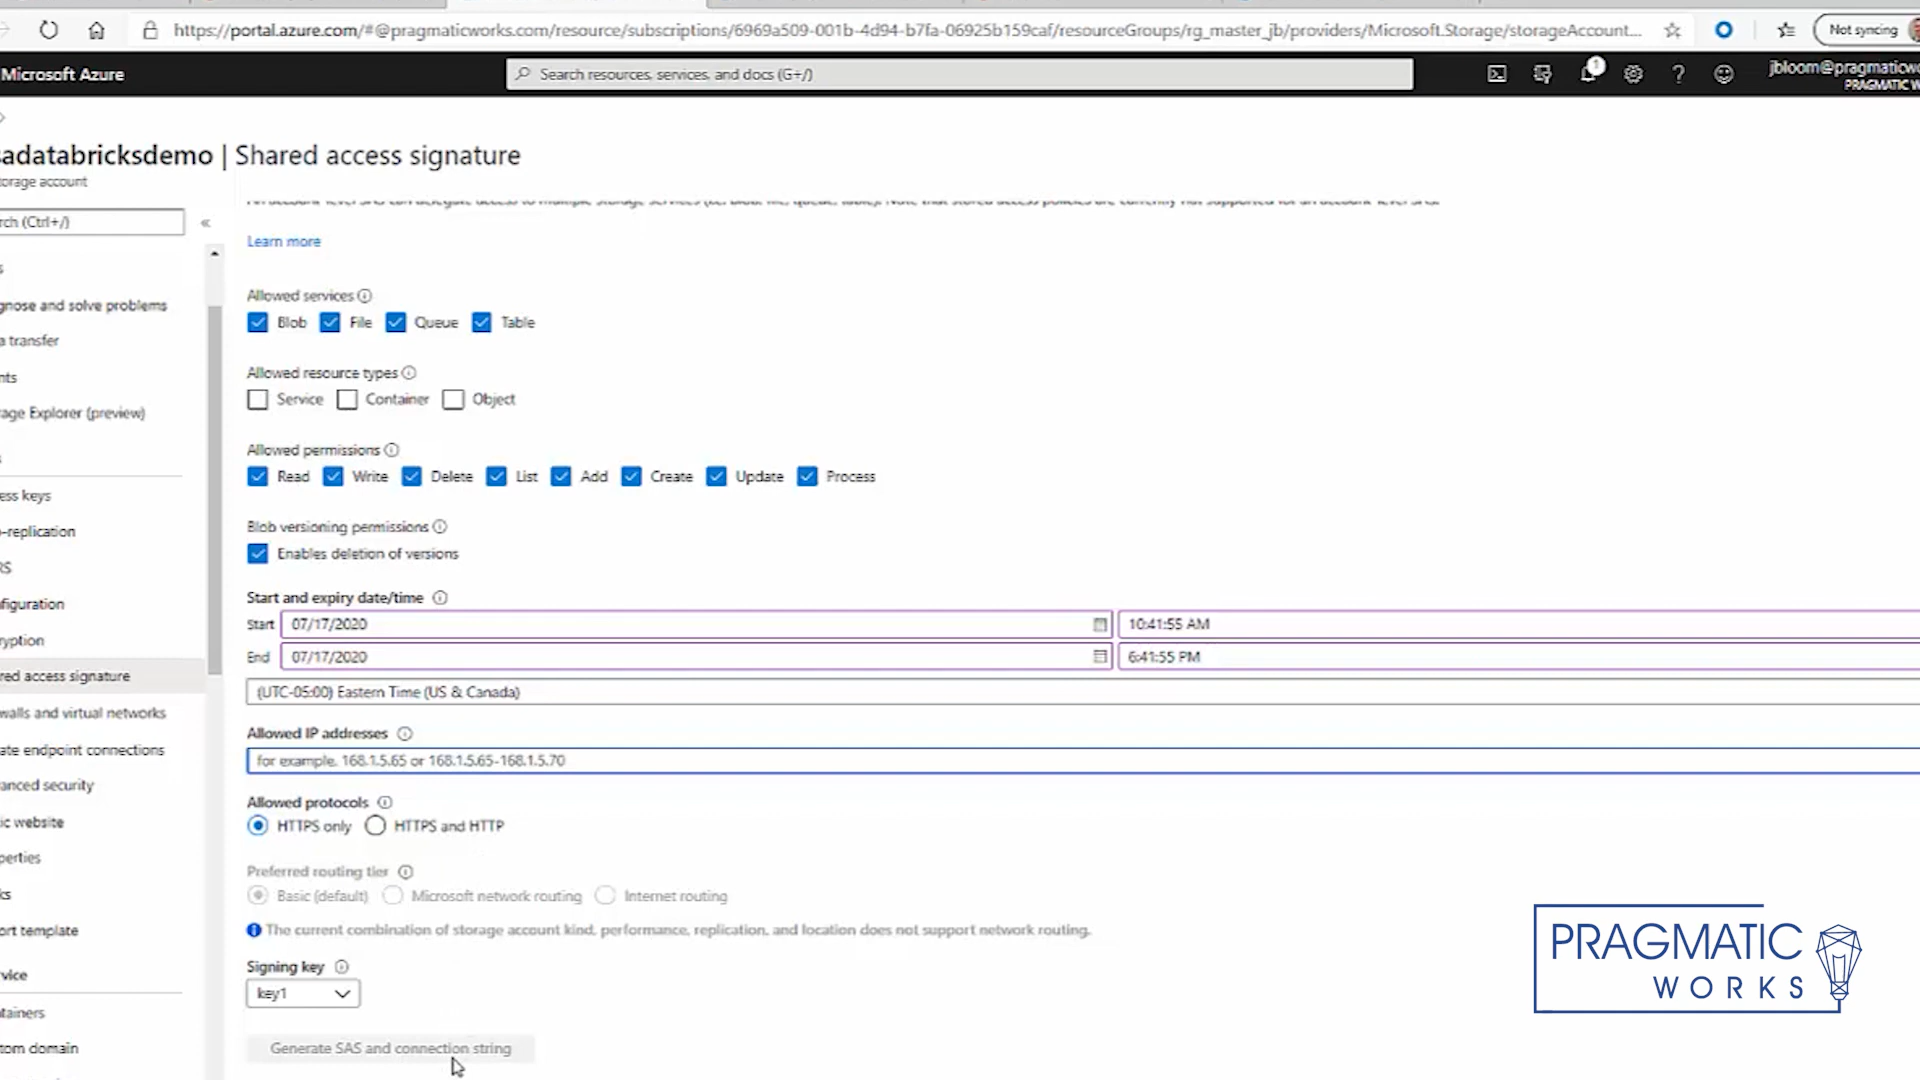 https://portal.azure.com/#@pragmaticworks.com/resource/subscriptions/6969a509-001b-4d94-b7fa-06925b159caf/resourceGroups/rg_master_jb/providers/Microsoft.Storage/storageAccount...
Not syncing
Microsoft Azure
Search resources, services, and docs (G+/)
1
jbloom@pragmaticwo
PRAGMATIC W
adatabricksdemo | Shared access signature
orage account
rch (Ctrl+/)
«
Learn more
Allowed services
Blob File Queue Table
Allowed resource types
Service Container Object
Allowed permissions
Read Write Delete List Add Create Update Process
Blob versioning permissions
Enables deletion of versions
Start and expiry date/time
Start 07/17/2020 10:41:55 AM
End 07/17/2020 6:41:55 PM
(UTC-05:00) Eastern Time (US & Canada)
Allowed IP addresses
for example, 168.1.5.65 or 168.1.5.65-168.1.5.70
Allowed protocols
HTTPS only HTTPS and HTTP
Preferred routing tier
Basic (default) Microsoft network routing Internet routing
The current combination of storage account kind, performance, replication, and location does not support network routing.
Signing key
key1
Generate SAS and connection string
s
gnose and solve problems
a transfer
nts
rage Explorer (preview)
s
ess keys
-replication
RS
figuration
ryption
red access signature
walls and virtual networks
ate endpoint connections
anced security
ic website
perties
ks
ort template
vice
tainers
tom domain
PRAGMATIC
WORKS